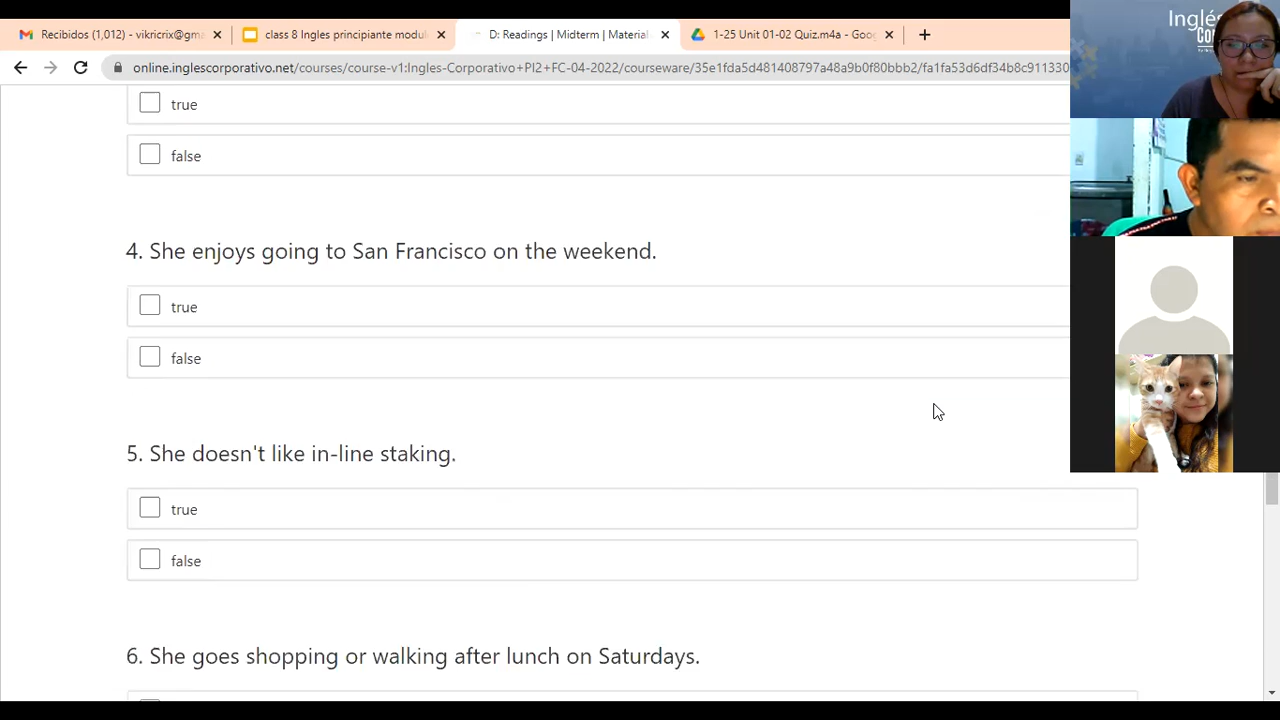 Recibidos (1,012) - vikricrix@gm
class 8 Ingles principiante modul
D: Readings | Midterm | Material
1-25 Unit 01-02 Quiz.m4a - Goo
online.inglescorporativo.net/courses/course-v1:Ingles-Corporativo+PI2+FC-04-2022/courseware/35e1fda5d481408797a48a9b0f80bbb2/fa1fa53d6df34b8c911330
Inglés
true
false
4. She enjoys going to San Francisco on the weekend.
true
false
5. She doesn't like in-line staking.
true
false
6. She goes shopping or walking after lunch on Saturdays.